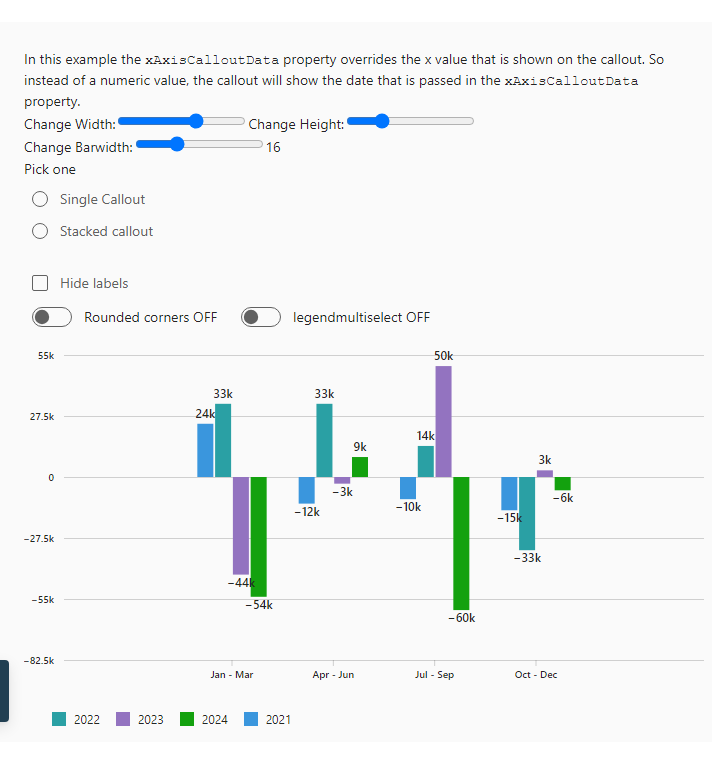 In this example the xAxisCalloutData property overrides the x value that is shown on the callout. So
instead of a numeric value, the callout will show the date that is passed in the xAxisCalloutData
property.
Change Width: Change Height:
Change Barwidth: 16
Pick one
Single Callout
Stacked callout
Hide labels
Rounded corners OFF legendmultiselect OFF
55k
50k
33k
33k
27.5k
24k
14k
9k
3k
0
−3k
−6k
−12k
−10k
−15k
−27.5k
−33k
−44k
−55k
−54k
−60k
−82.5k
Jan - Mar Apr - Jun Jul - Sep Oct - Dec
2022 2023 2024 2021